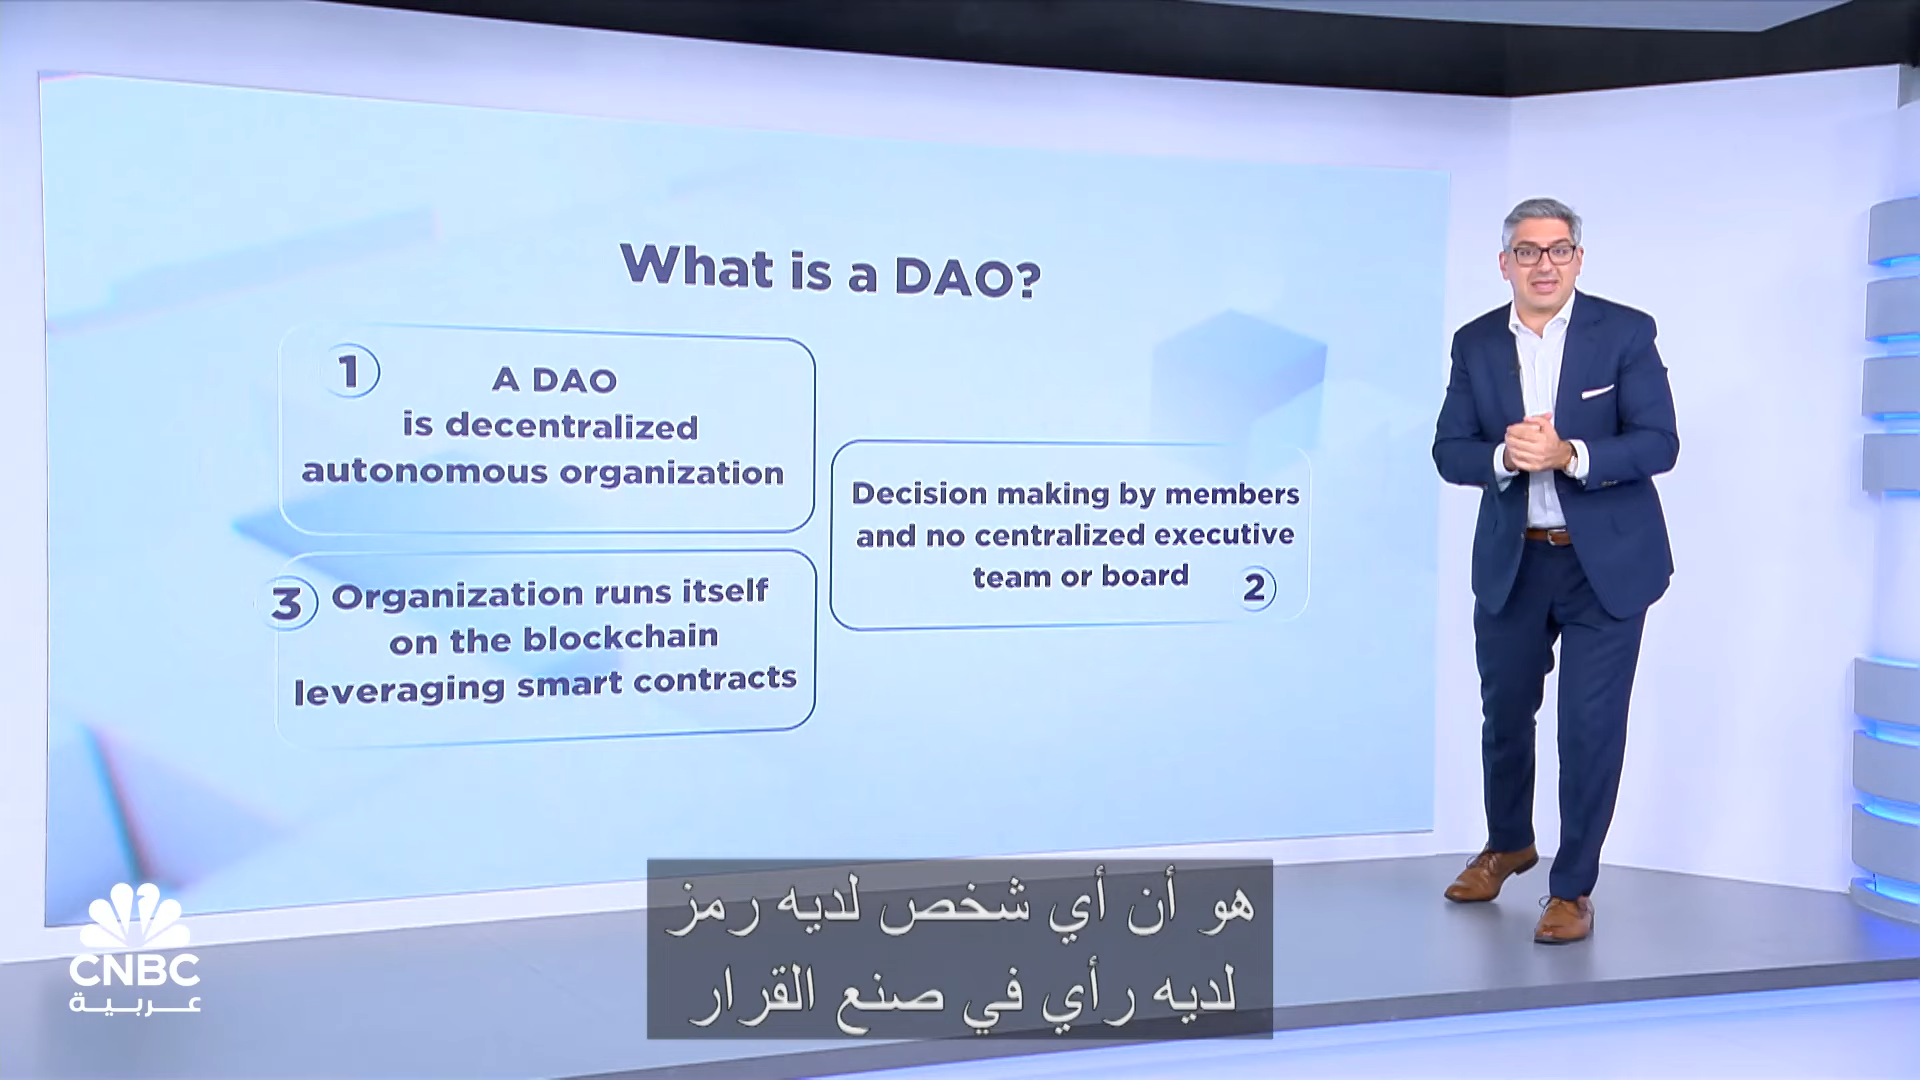 What is a DAO?
1
A DAO
is decentralized
autonomous organization
Decision making by members
and no centralized executive
team or board
2
3
Organization runs itself
on the blockchain
leveraging smart contracts
هو أن أي شخص لديه رمز
لديه رأي في صنع القرار
CNBC
عربية